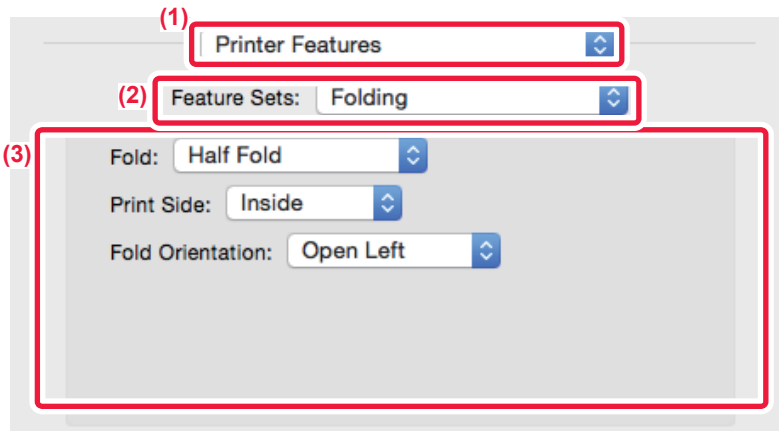 (1)
Printer Features
(2) Feature Sets: Folding
(3)
Fold: Half Fold
Print Side: Inside
Fold Orientation: Open Left